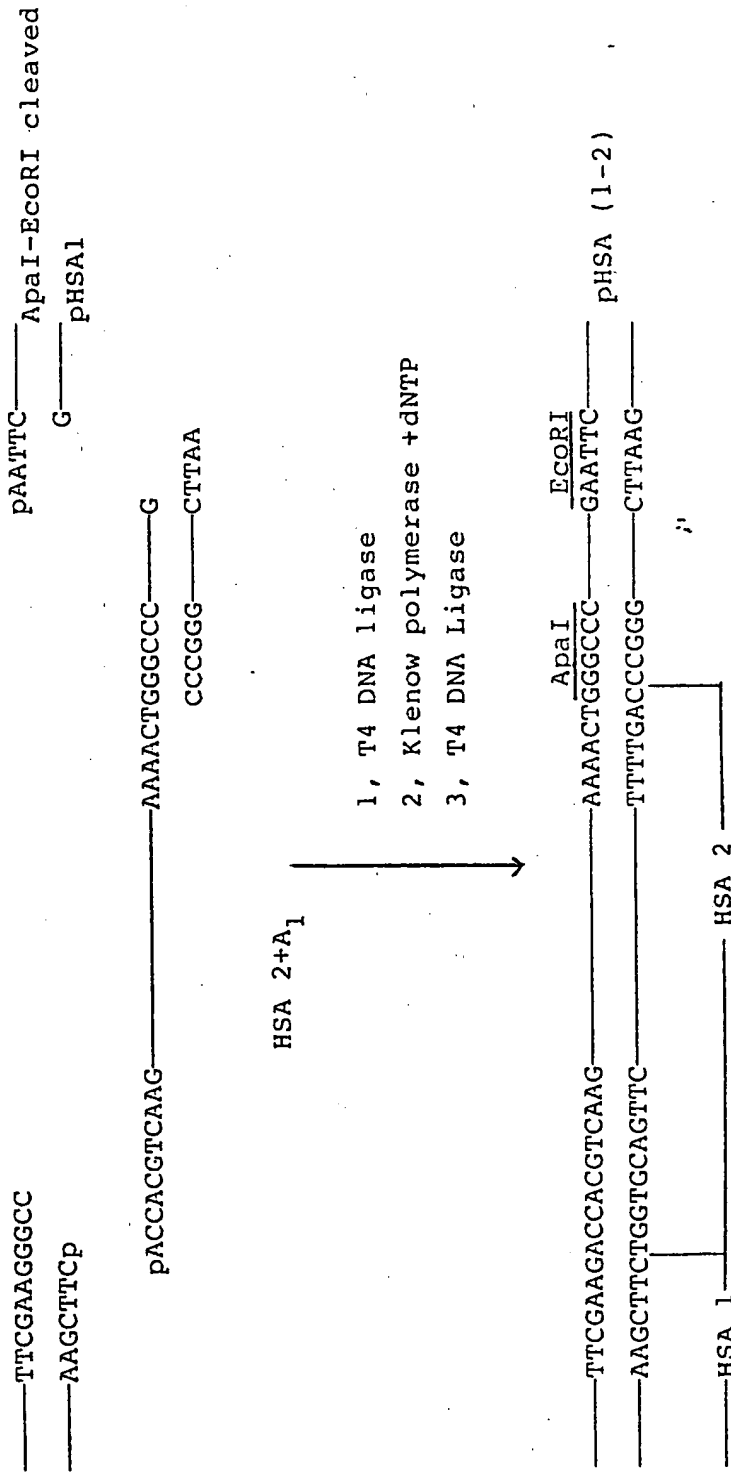 ——TTCGAAGGGCC
pAATTC——
——AAGCTTCp
ApaI-EcoRI cleaved
G——
pHSA1
pACCACGTCAAG——AAAACTGGGCCC——G
CCCGGG——CTTAA
HSA 2+A1
1, T4 DNA ligase
2, Klenow polymerase +dNTP
3, T4 DNA Ligase
ApaI EcoRI
——TTCGAAGACCACGTCAAG——AAAACTGGGCCC——GAATTC——
pHSA (1-2)
——AAGCTTCTGGTGCAGTTC——TTTTGACCCGGG——CTTAAG——
——HSA 1——HSA 2——